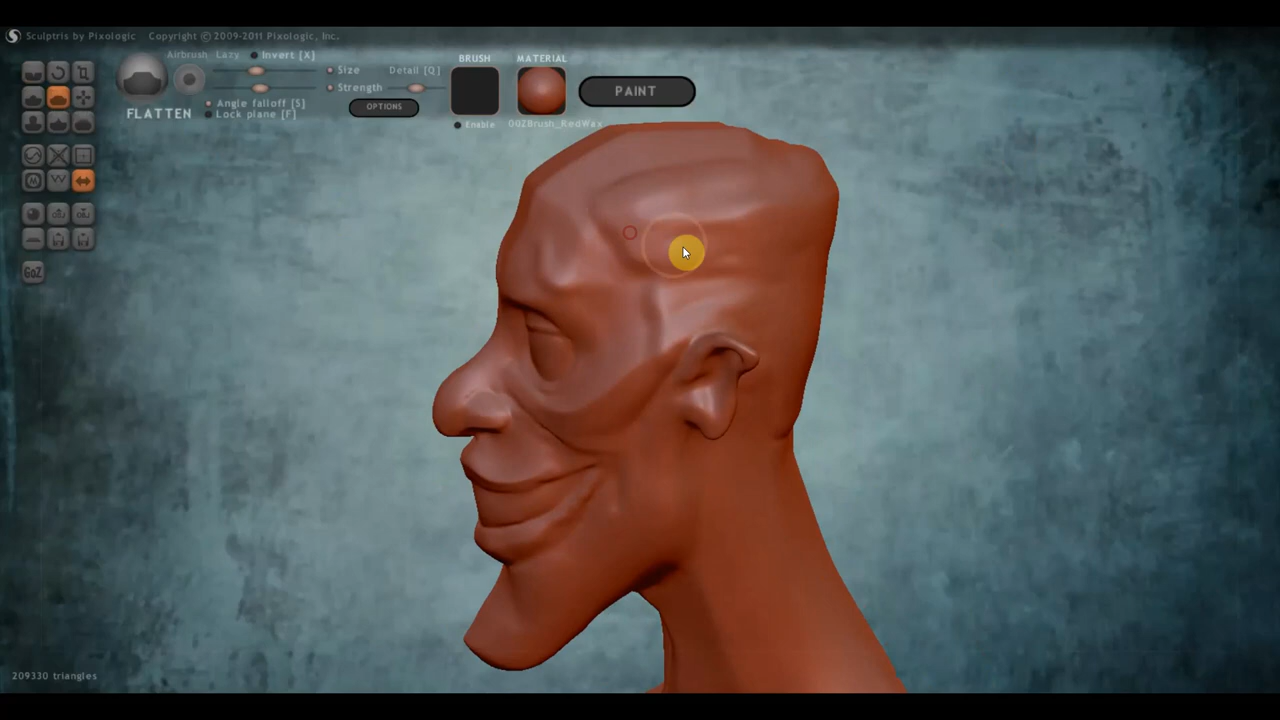 Sculptris by Pixologic Copyright © 2009-2011 Pixologic, Inc.
Airbrush Lazy Invert [X]
Size Detail [Q]
Strength
Angle falloff [S]
Lock plane [F]
FLATTEN
OPTIONS
BRUSH
Enable
MATERIAL
00ZBrush_RedWax
PAINT
GoZ
209330 triangles